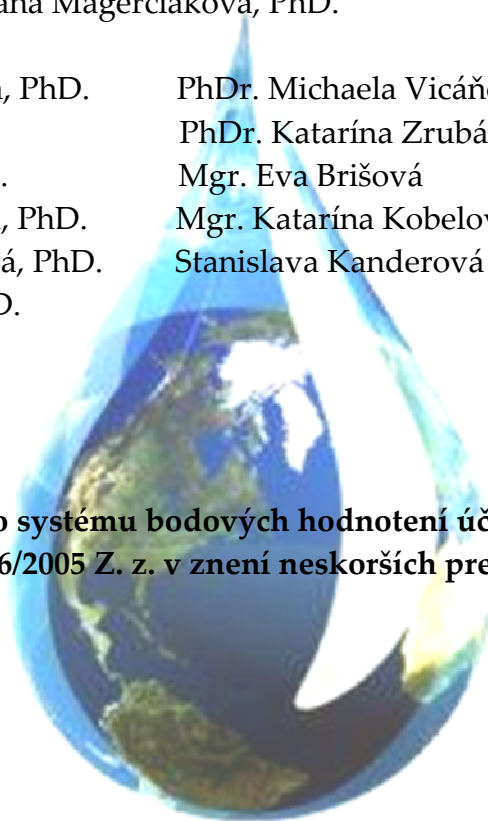 ana Magerčiaková, PhD.
, PhD. PhDr. Michaela Vicáň
PhDr. Katarína Zrubá
. Mgr. Eva Brišová
, PhD. Mgr. Katarína Kobelov
á, PhD. Stanislava Kanderová
D.
o systému bodových hodnotení úč
6/2005 Z. z. v znení neskorších pre